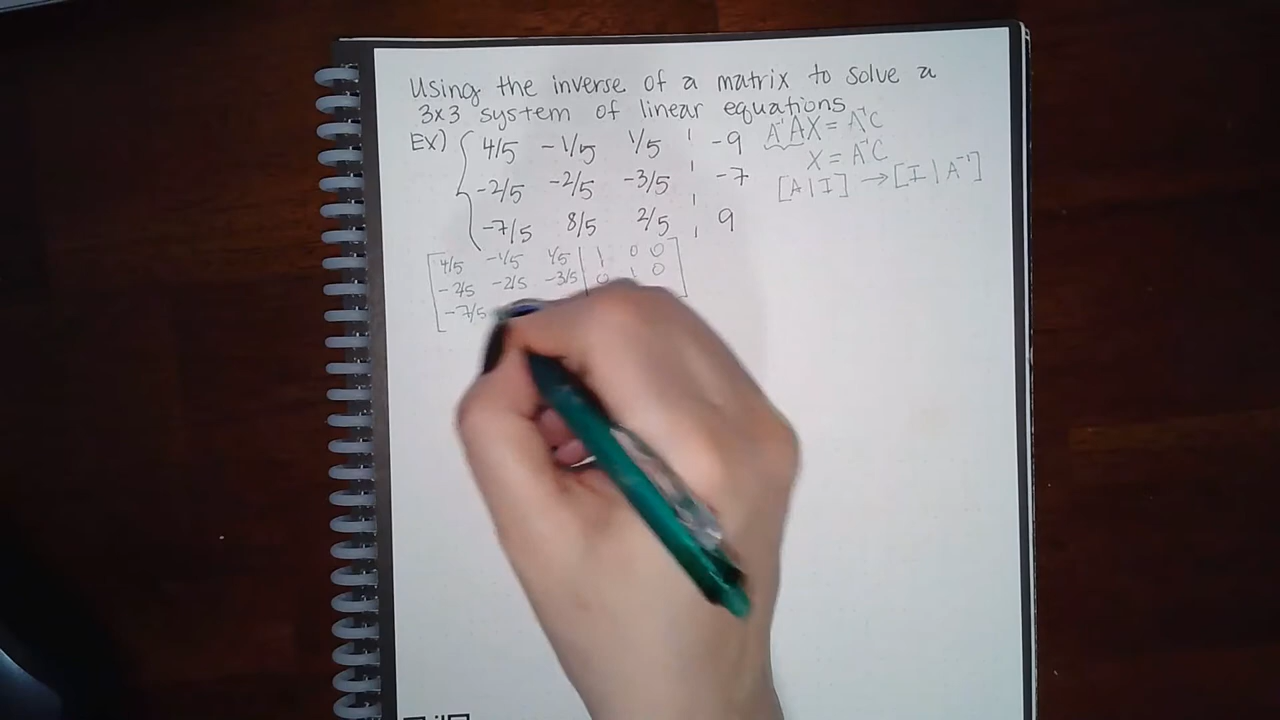 Using the inverse of a matrix to solve a
3x3 system of linear equations
EX) { 4/5 -1/5 1/5 ¦ -9
-2/5 -2/5 -3/5 ¦ -7
-7/5 8/5 2/5 ¦ 9
A⁻¹AX = A⁻¹C
X = A⁻¹C
[A | I] → [I | A⁻¹]
[ 4/5 -1/5 1/5 | 1 0 0 ]
-2/5 -2/5 -3/5 | 0 1 0
-7/5